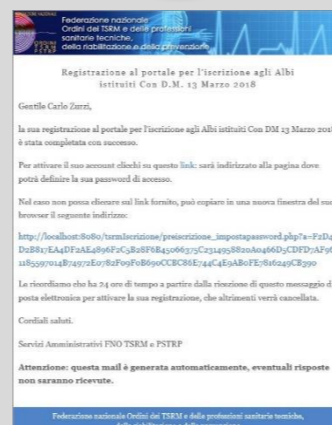 Federazione nazionale
Ordini dei TSRM e delle professioni
sanitarie tecniche,
della riabilitazione e della prevenzione
TSRM
PSTRP
Registrazione al portale per l'iscrizione agli Albi
istituiti Con D.M. 13 Marzo 2018
Gentile Carlo Zurzi,
la sua registrazione al portale per l'iscrizione agli Albi istituiti Con DM 13 Marzo 201
è stata completata con successo.
Per attivare il suo account clicchi su questo link: sarà indirizzato alla pagina dove
potrà definire la sua password di accesso.
Nel caso non possa cliccare sul link fornito, può copiare in una nuova finestra del suo
browser il seguente indirizzo:
http://localhost:8080/tsrmIscrizione/preiscrizione_impostapassword.php?a=F2D4
Le ricordiamo che ha 24 ore di tempo a partire dalla ricezione di questo messaggio di
posta elettronica per attivare la sua registrazione, che altrimenti verrà cancellata.
Cordiali saluti.
Servizi Amministrativi FNO TSRM e PSTRP
Attenzione: questa mail è generata automaticamente, eventuali risposte
non saranno ricevute.
Federazione nazionale Ordini dei TSRM e delle professioni sanitarie tecniche,
della riabilitazione e della prevenzione